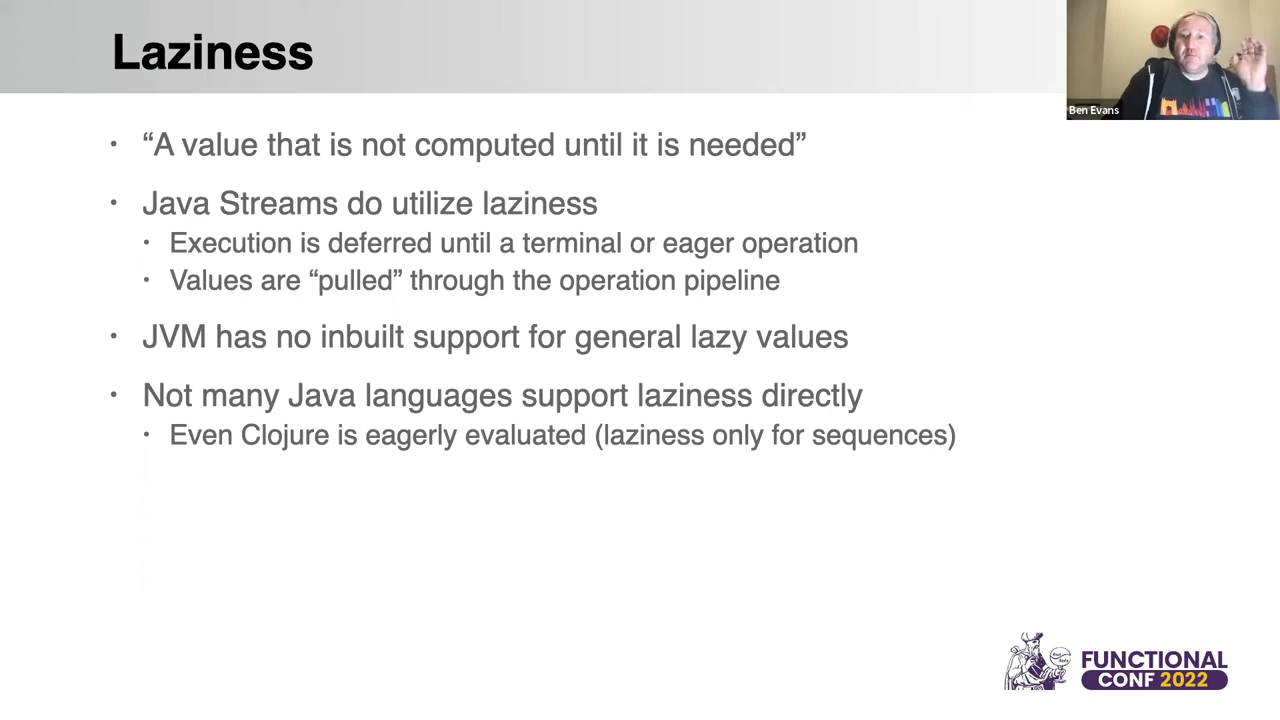 Laziness
Ben Evans
• “A value that is not computed until it is needed”
• Java Streams do utilize laziness
• Execution is deferred until a terminal or eager operation
• Values are “pulled” through the operation pipeline
• JVM has no inbuilt support for general lazy values
• Not many Java languages support laziness directly
• Even Clojure is eagerly evaluated (laziness only for sequences)
FUNCTIONAL
CONF 2022